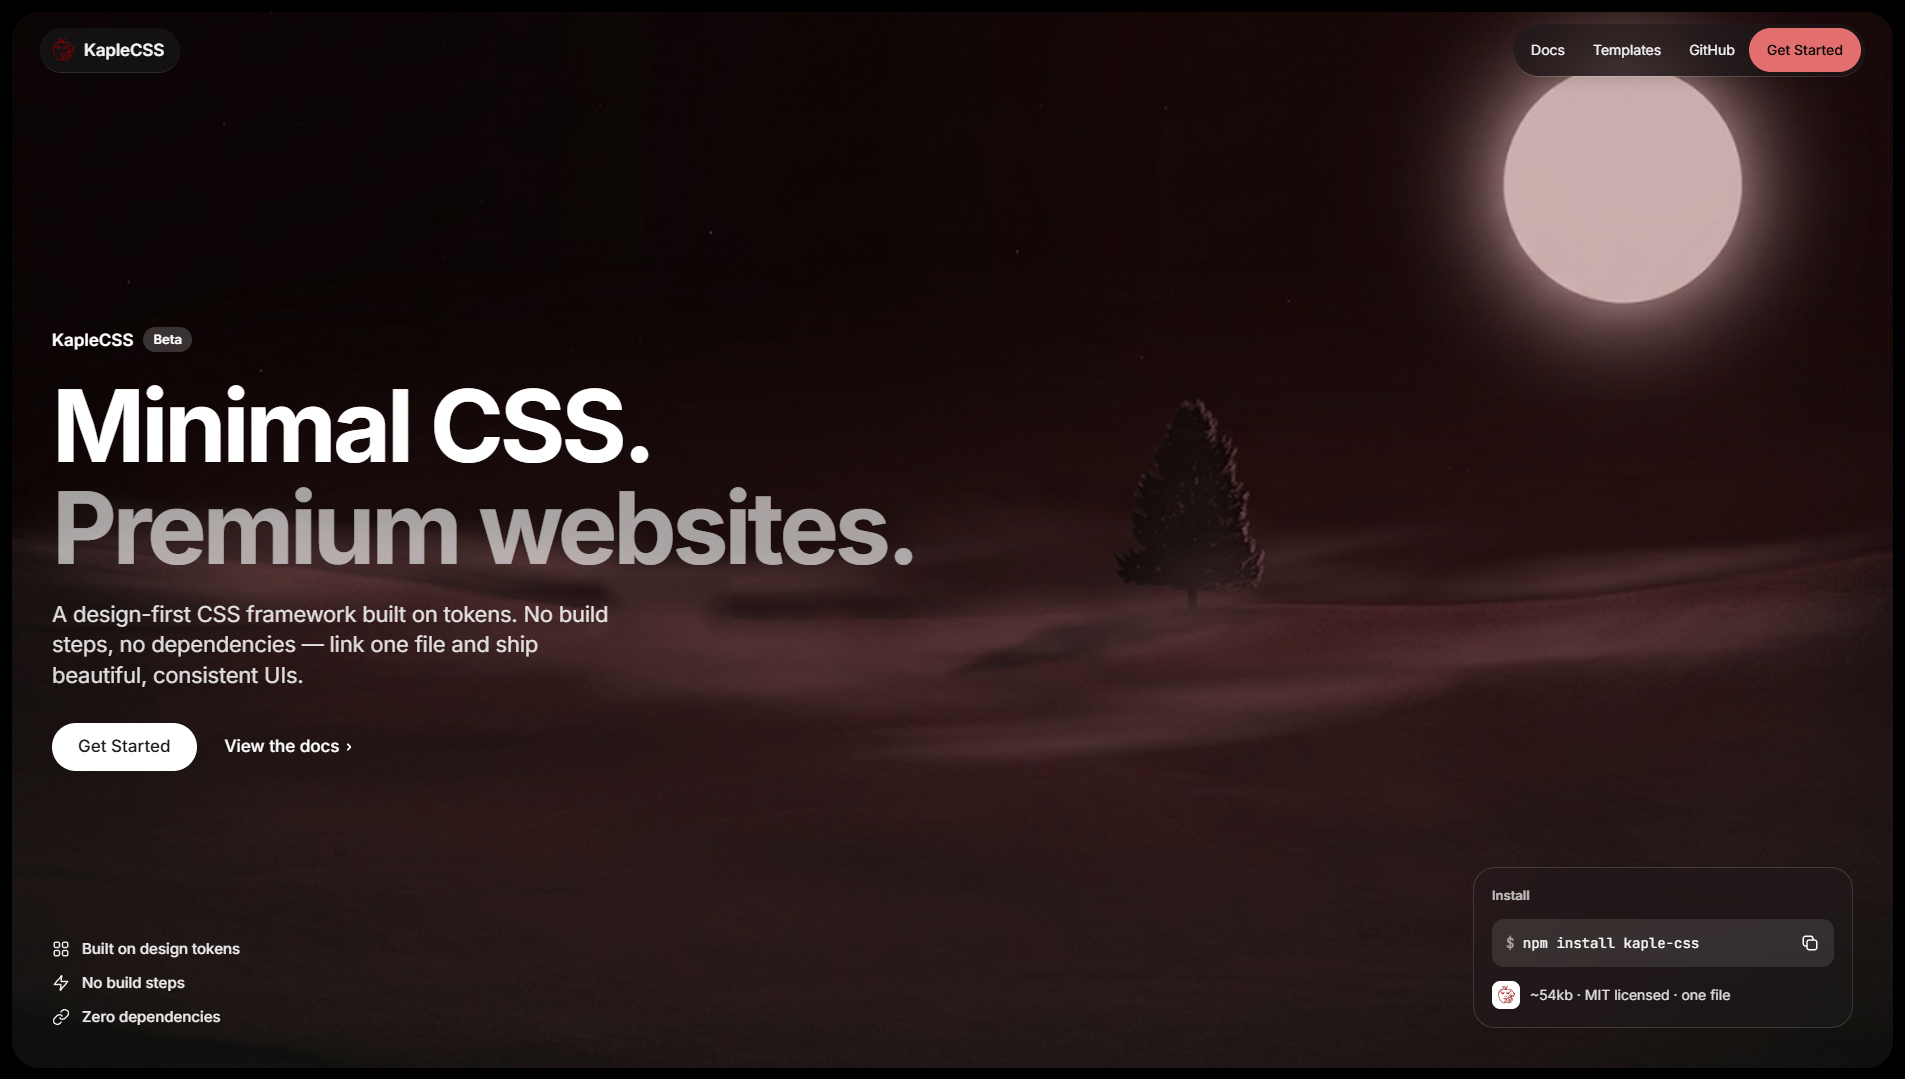 KapleCSS
Docs
Templates
GitHub
Get Started
KapleCSS
Beta
Minimal CSS.
Premium websites.
A design-first CSS framework built on tokens. No build
steps, no dependencies — link one file and ship
beautiful, consistent UIs.
Get Started
View the docs ›
Built on design tokens
No build steps
Zero dependencies
Install
$ npm install kaple-css
~54kb · MIT licensed · one file